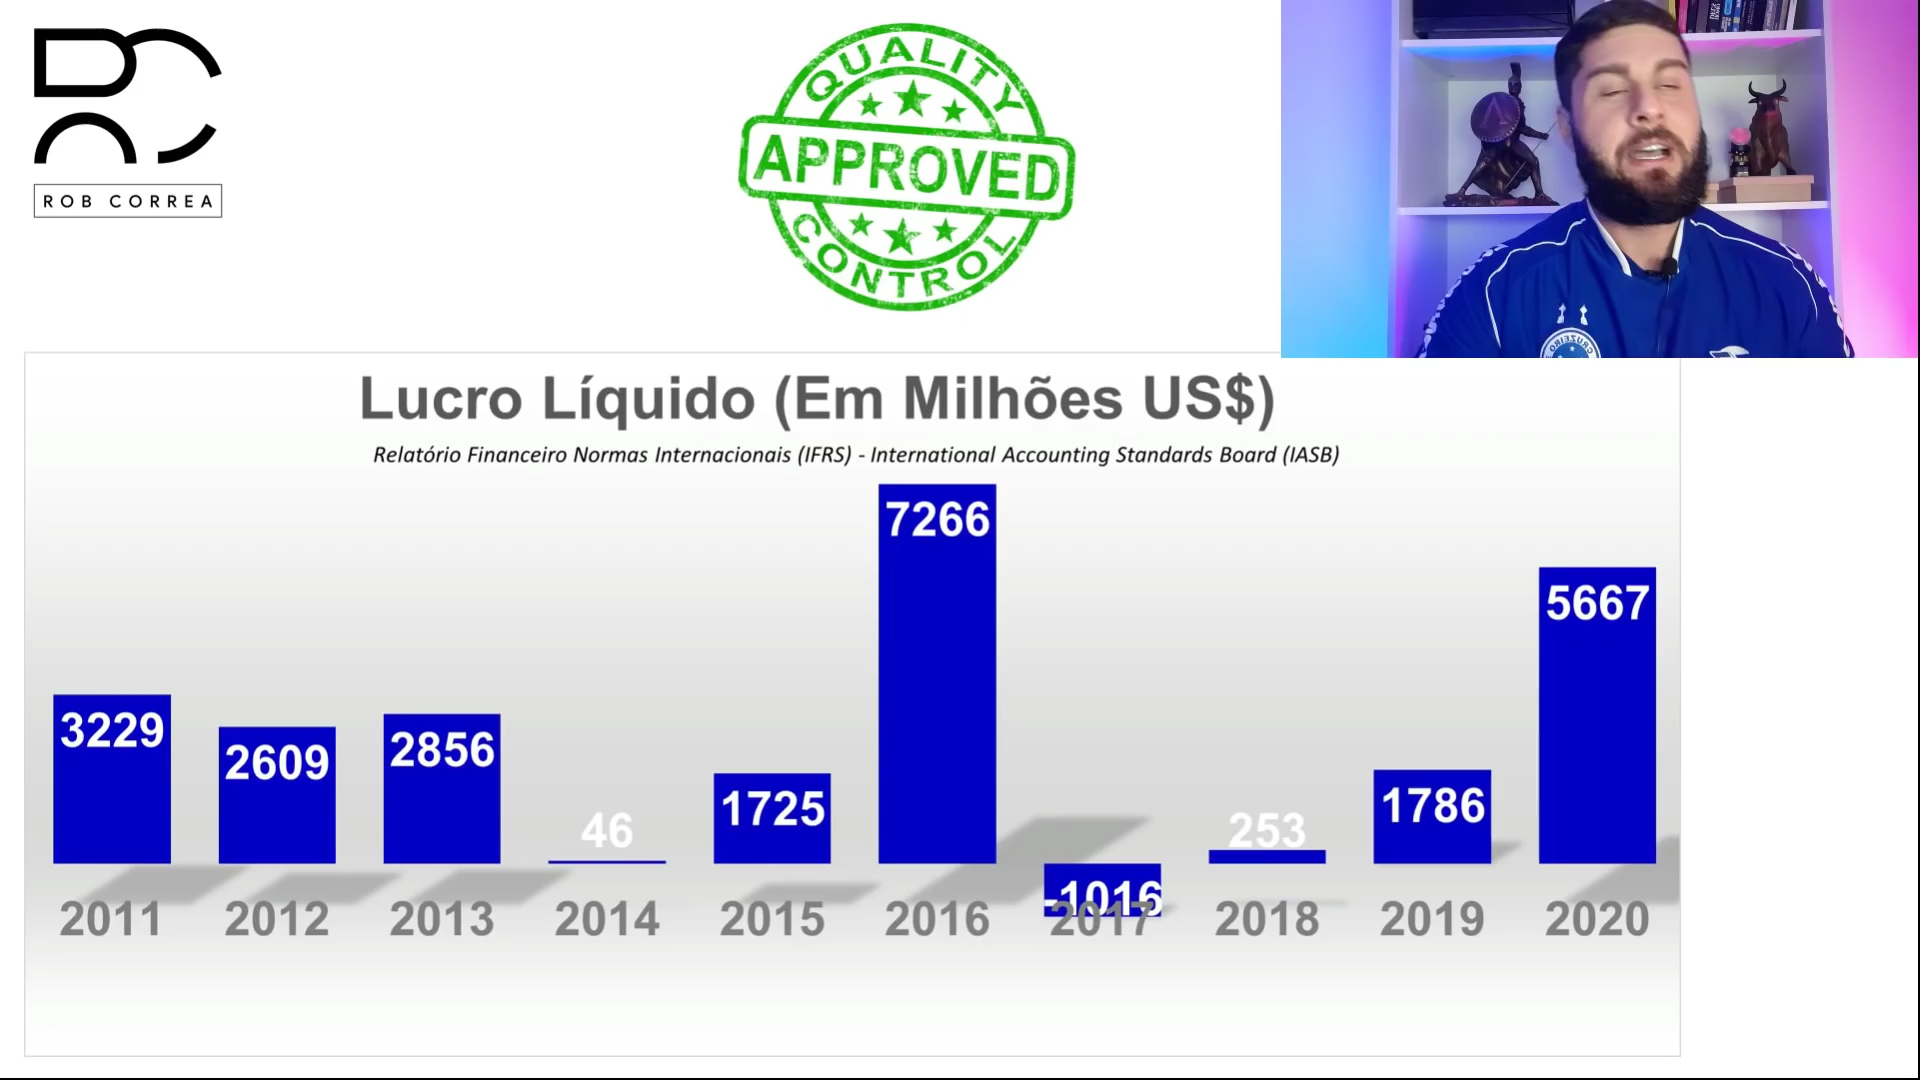 ROB CORREA
QUALITY
APPROVED
CONTROL
Lucro Líquido (Em Milhões US$)
Relatório Financeiro Normas Internacionais (IFRS) - International Accounting Standards Board (IASB)
3229
2609
2856
46
1725
7266
-1016
253
1786
5667
2011 2012 2013 2014 2015 2016 2017 2018 2019 2020
CRUZEIRO